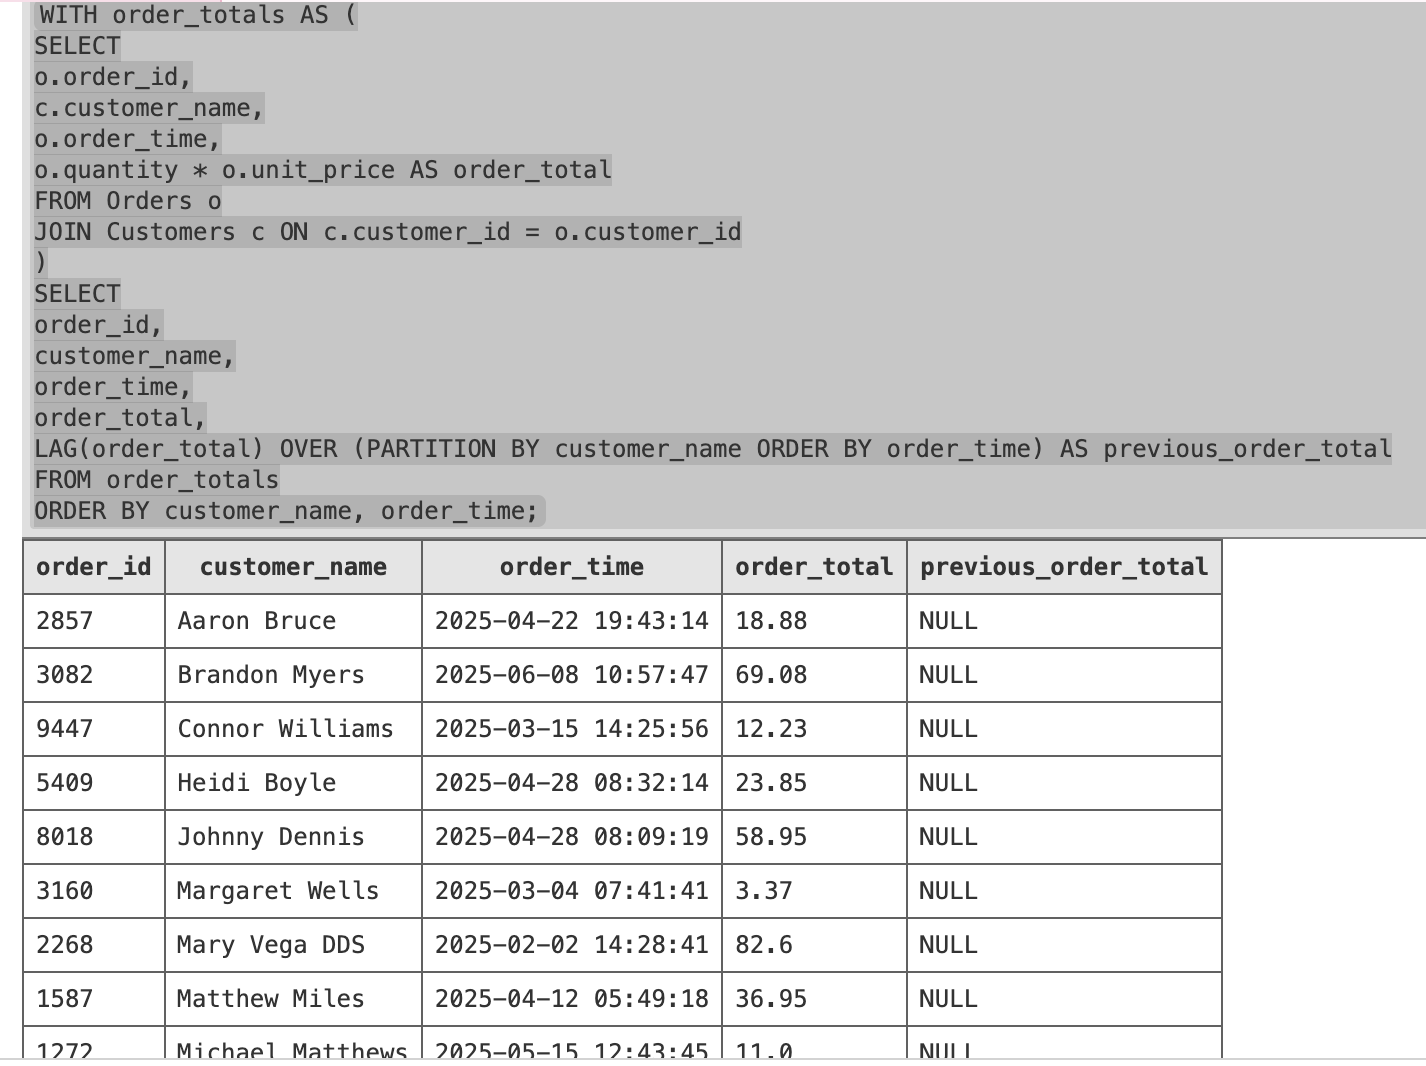 WITH order_totals AS (
SELECT
o.order_id,
c.customer_name,
o.order_time,
o.quantity * o.unit_price AS order_total
FROM Orders o
JOIN Customers c ON c.customer_id = o.customer_id
)
SELECT
order_id,
customer_name,
order_time,
order_total,
LAG(order_total) OVER (PARTITION BY customer_name ORDER BY order_time) AS previous_order_total
FROM order_totals
ORDER BY customer_name, order_time;
order_id customer_name order_time order_total previous_order_total
2857 Aaron Bruce 2025-04-22 19:43:14 18.88 NULL
3082 Brandon Myers 2025-06-08 10:57:47 69.08 NULL
9447 Connor Williams 2025-03-15 14:25:56 12.23 NULL
5409 Heidi Boyle 2025-04-28 08:32:14 23.85 NULL
8018 Johnny Dennis 2025-04-28 08:09:19 58.95 NULL
3160 Margaret Wells 2025-03-04 07:41:41 3.37 NULL
2268 Mary Vega DDS 2025-02-02 14:28:41 82.6 NULL
1587 Matthew Miles 2025-04-12 05:49:18 36.95 NULL
1272 Michael Matthews 2025-05-15 12:43:45 11.0 NULL